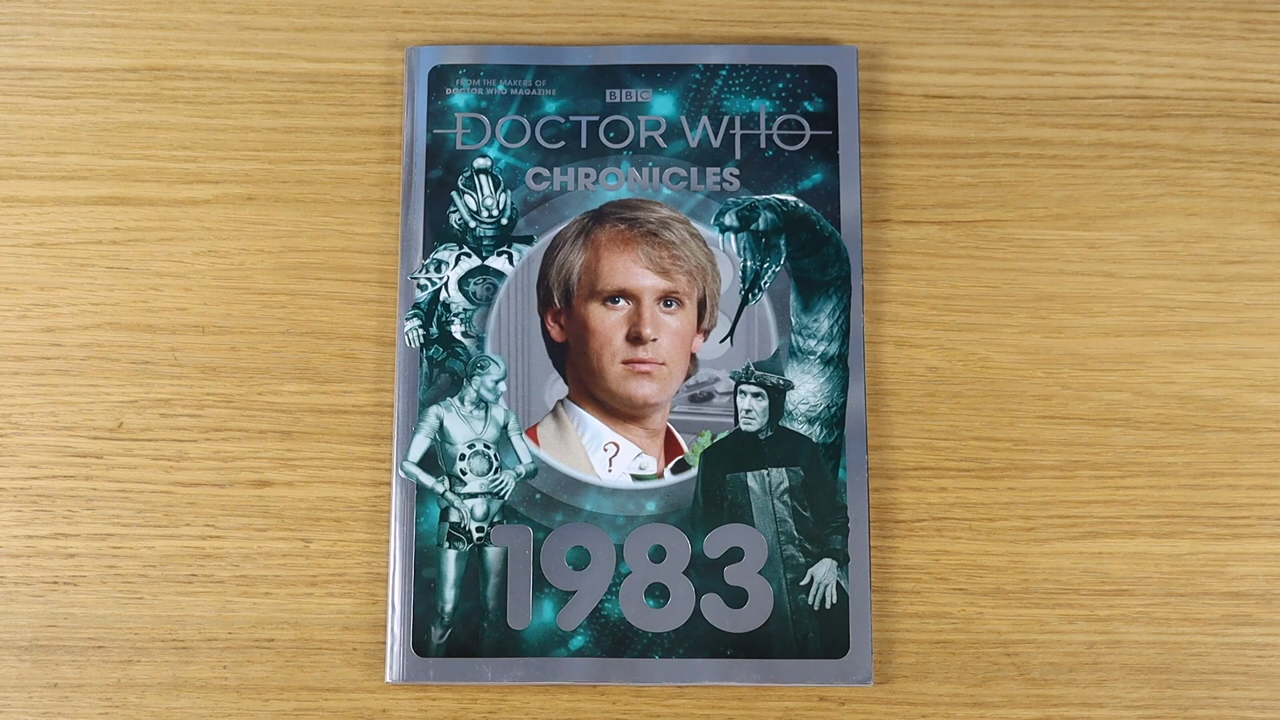 FROM THE MAKERS OF
DOCTOR WHO MAGAZINE
BBC
DOCTOR WHO
CHRONICLES
?
1983